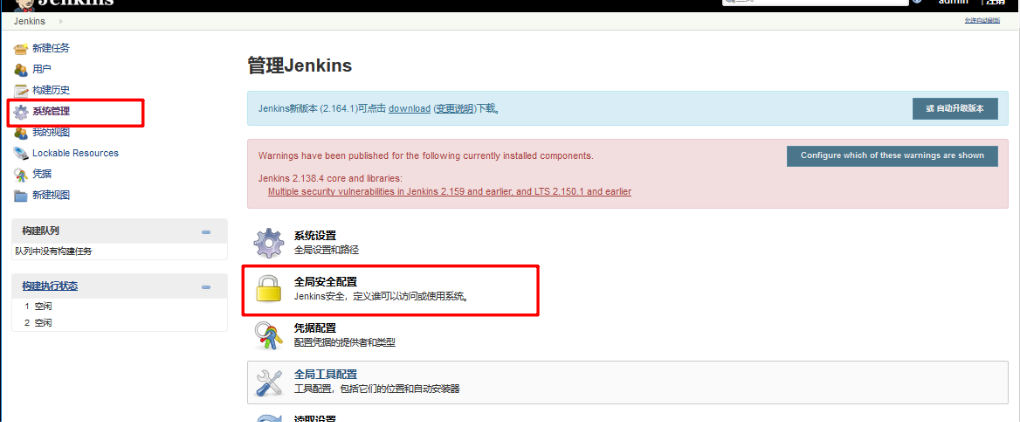 Jenkins
admin | 注销
Jenkins
允许自动刷新
新建任务
用户
构建历史
系统管理
我的视图
Lockable Resources
凭据
新建视图
构建队列
队列中没有构建任务
构建执行状态
1 空闲
2 空闲
管理Jenkins
Jenkins新版本 (2.164.1)可点击 download (变更说明)下载。
或 自动升级版本
Warnings have been published for the following currently installed components.
Configure which of these warnings are shown
Jenkins 2.138.4 core and libraries:
Multiple security vulnerabilities in Jenkins 2.159 and earlier, and LTS 2.150.1 and earlier
系统设置
全局设置和路径
全局安全配置
Jenkins安全，定义谁可以访问或使用系统。
凭据配置
配置凭据的提供者和类型
全局工具配置
工具配置，包括它们的位置和自动安装器
读取设置